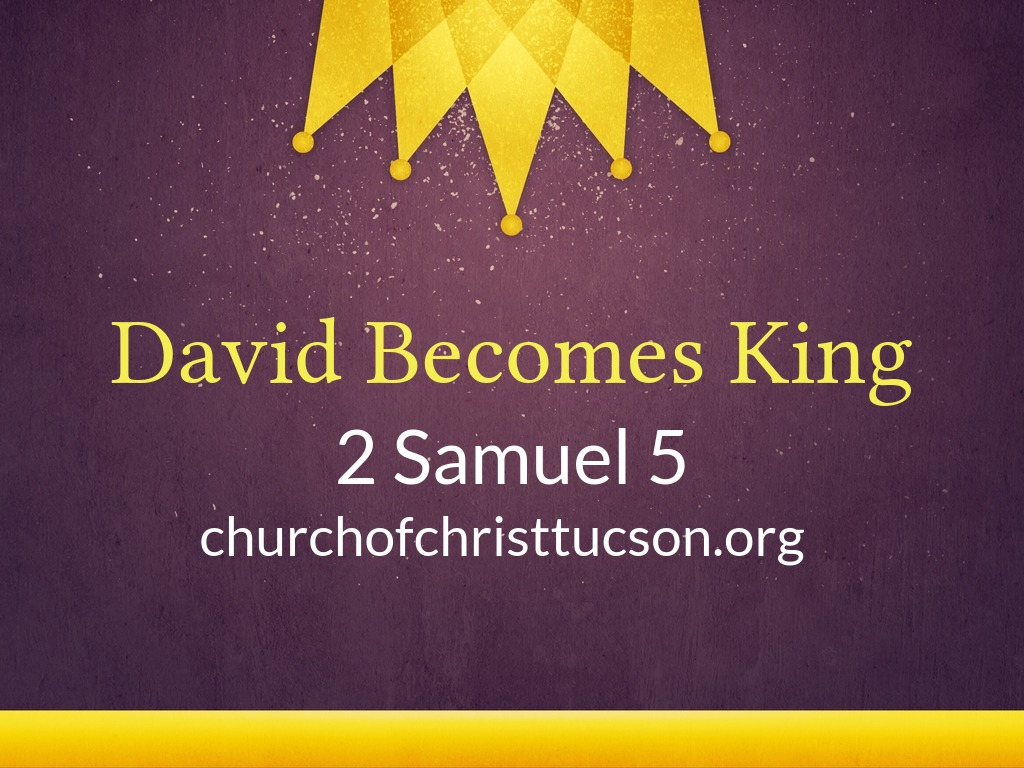 David Becomes King
2 Samuel 5
churchofchristtucson.org